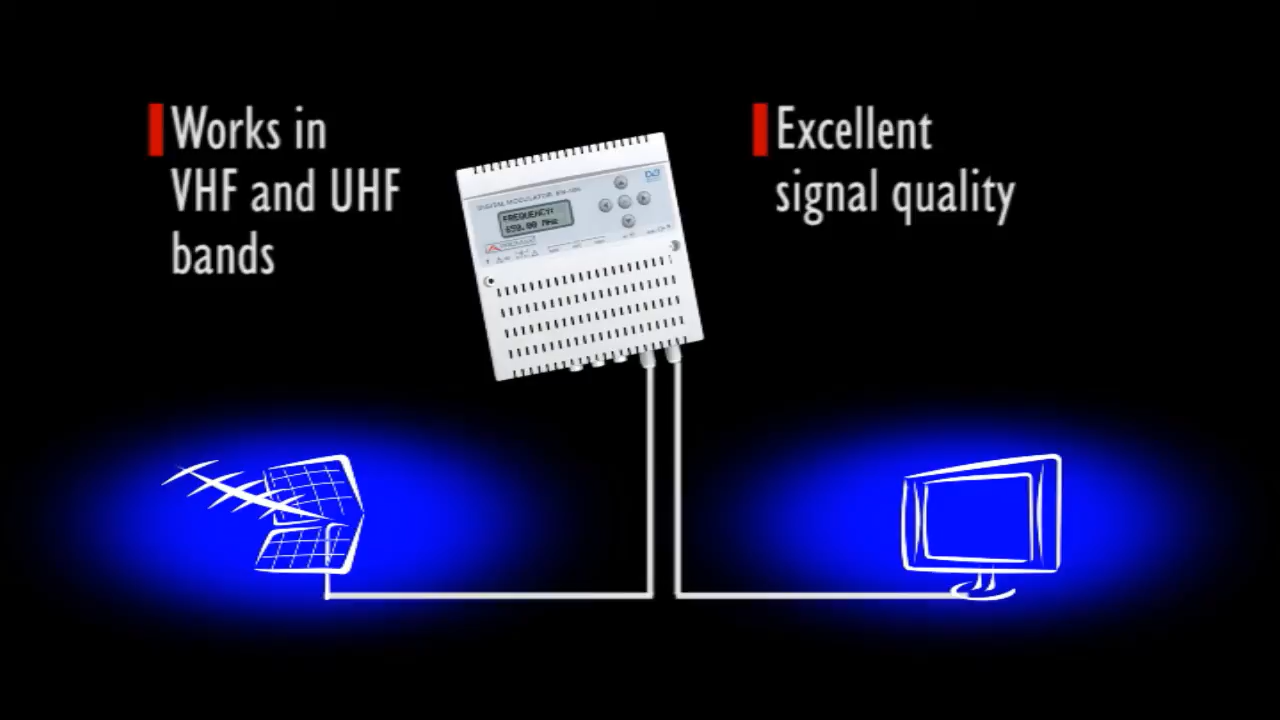 Works in
VHF and UHF
bands
Excellent
signal quality
DIGITAL MODULATOR
FREQUENCY:
650.00 MHz